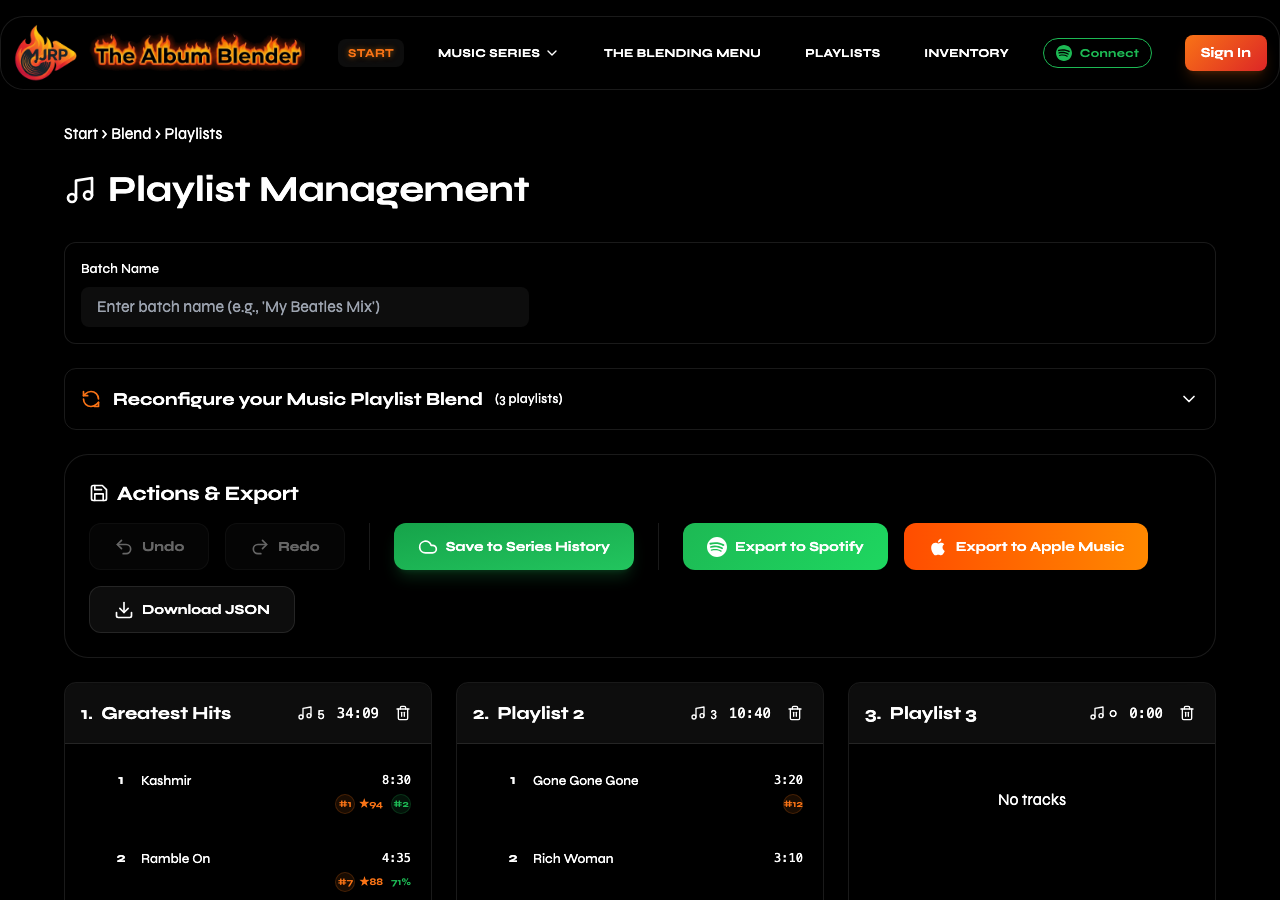 JRP The Album Blender START MUSIC SERIES THE BLENDING MENU PLAYLISTS INVENTORY Connect Sign In
Start › Blend › Playlists
Playlist Management
Batch Name
Enter batch name (e.g., 'My Beatles Mix')
Reconfigure your Music Playlist Blend (3 playlists)
Actions & Export
Undo Redo Save to Series History Export to Spotify Export to Apple Music
Download JSON
1. Greatest Hits 5 34:09
1 Kashmir 8:30
#1 ★94 #2
2 Ramble On 4:35
#7 ★88 71%
2. Playlist 2 3 10:40
1 Gone Gone Gone 3:20
#12
2 Rich Woman 3:10
3. Playlist 3 0 0:00
No tracks